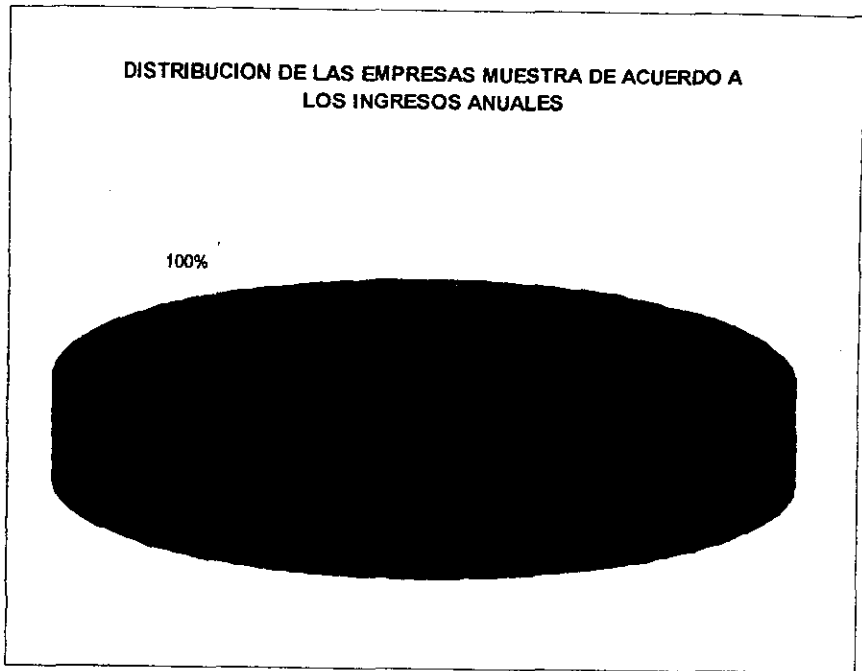 DISTRIBUCION DE LAS EMPRESAS MUESTRA DE ACUERDO A
LOS INGRESOS ANUALES
100%